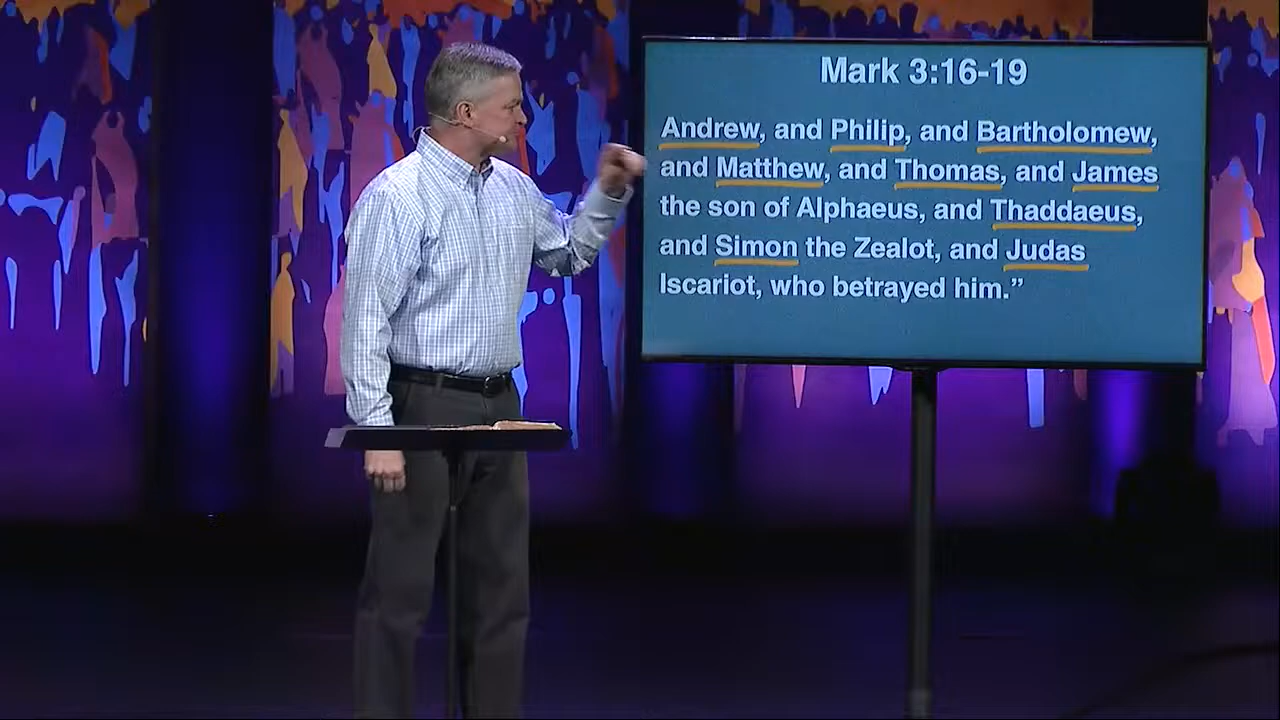 Mark 3:16-19
Andrew, and Philip, and Bartholomew,
and Matthew, and Thomas, and James
the son of Alphaeus, and Thaddaeus,
and Simon the Zealot, and Judas
Iscariot, who betrayed him.”